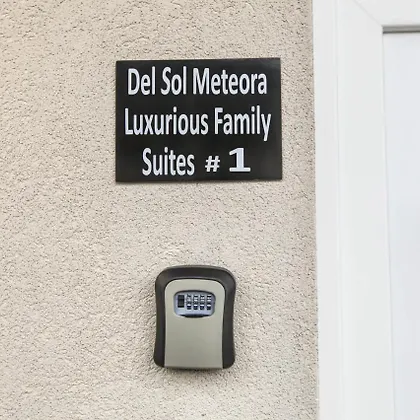 Del Sol Meteora
Luxurious Family
Suites # 1